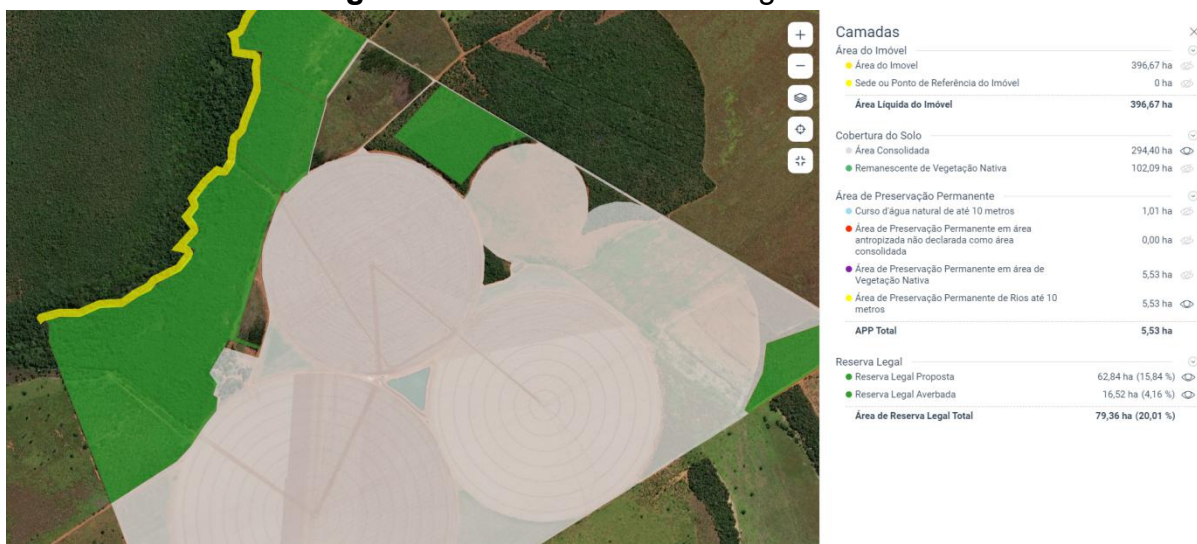 Camadas ×
Área do Imóvel
Área do Imovel 396,67 ha
Sede ou Ponto de Referência do Imóvel 0 ha
Área Líquida do Imóvel 396,67 ha
Cobertura do Solo
Área Consolidada 294,40 ha
Remanescente de Vegetação Nativa 102,09 ha
Área de Preservação Permanente
Curso d'água natural de até 10 metros 1,01 ha
Área de Preservação Permanente em área
antropizada não declarada como área
consolidada 0,00 ha
Área de Preservação Permanente em área de
Vegetação Nativa 5,53 ha
Área de Preservação Permanente de Rios até 10
metros 5,53 ha
APP Total 5,53 ha
Reserva Legal
Reserva Legal Proposta 62,84 ha (15,84 %)
Reserva Legal Averbada 16,52 ha (4,16 %)
Área de Reserva Legal Total 79,36 ha (20,01 %)